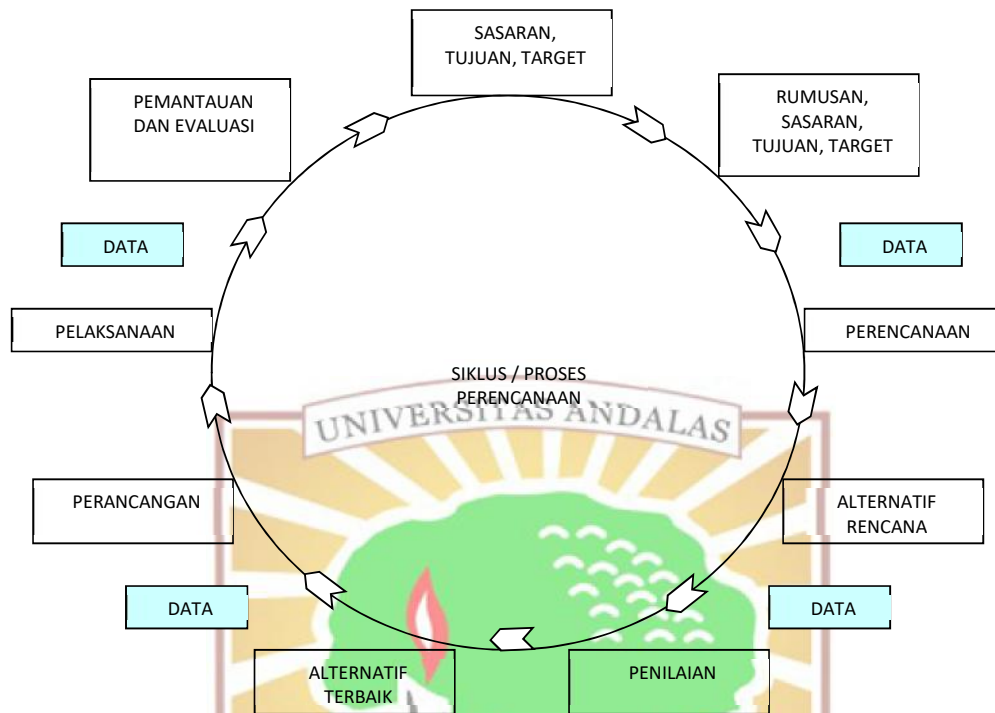 SASARAN,
TUJUAN, TARGET
RUMUSAN,
SASARAN,
TUJUAN, TARGET
DATA
PERENCANAAN
ALTERNATIF
RENCANA
DATA
PENILAIAN
ALTERNATIF
TERBAIK
DATA
PERANCANGAN
PELAKSANAAN
DATA
PEMANTAUAN
DAN EVALUASI
SIKLUS / PROSES
PERENCANAAN
UNIVERSITAS ANDALAS